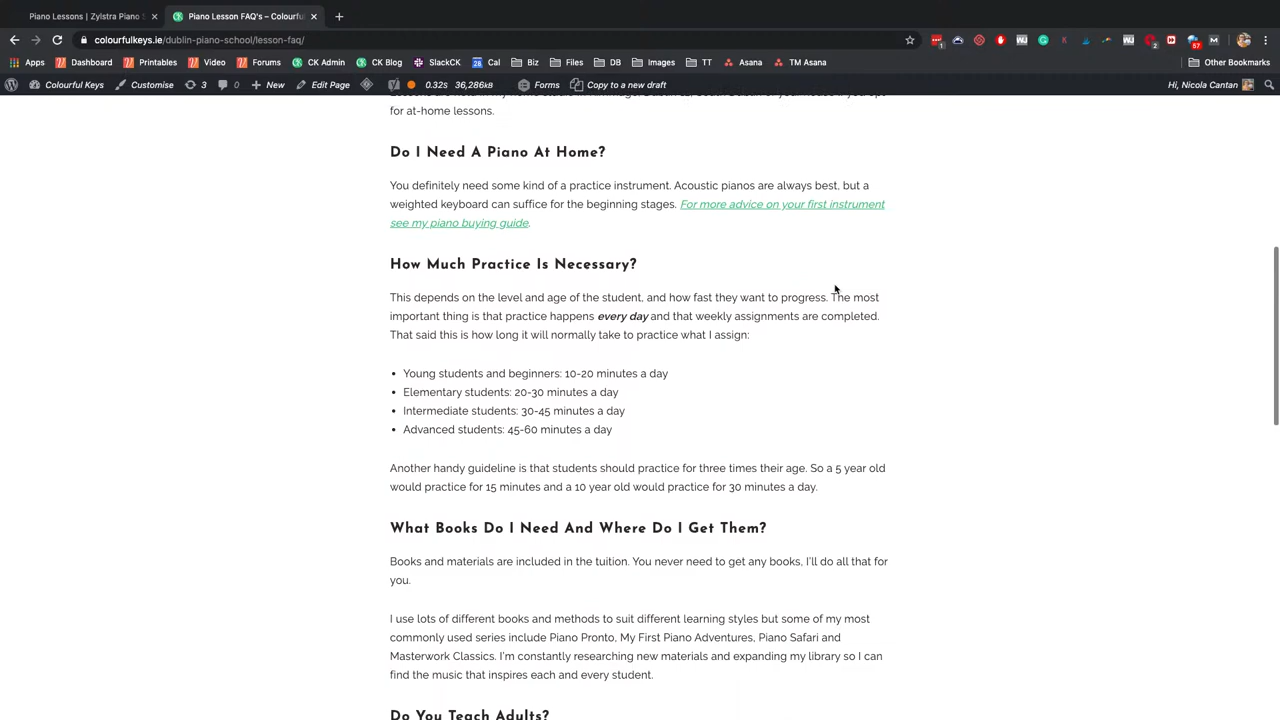 Piano Lessons | Zylstra Piano S
Piano Lesson FAQ's – Colourful
colourfulkeys.ie/dublin-piano-school/lesson-faq/
Apps Dashboard Printables Video Forums CK Admin CK Blog SlackCK Cal Biz Files DB Images TT Asana TM Asana Other Bookmarks
Colourful Keys Customise 3 0 New Edit Page 0.32s 36,286kB Forms Copy to a new draft Hi, Nicola Cantan
for at-home lessons.
Do I Need A Piano At Home?
You definitely need some kind of a practice instrument. Acoustic pianos are always best, but a
weighted keyboard can suffice for the beginning stages. For more advice on your first instrument
see my piano buying guide.
How Much Practice Is Necessary?
This depends on the level and age of the student, and how fast they want to progress. The most
important thing is that practice happens every day and that weekly assignments are completed.
That said this is how long it will normally take to practice what I assign:
• Young students and beginners: 10-20 minutes a day
• Elementary students: 20-30 minutes a day
• Intermediate students: 30-45 minutes a day
• Advanced students: 45-60 minutes a day
Another handy guideline is that students should practice for three times their age. So a 5 year old
would practice for 15 minutes and a 10 year old would practice for 30 minutes a day.
What Books Do I Need And Where Do I Get Them?
Books and materials are included in the tuition. You never need to get any books, I'll do all that for
you.
I use lots of different books and methods to suit different learning styles but some of my most
commonly used series include Piano Pronto, My First Piano Adventures, Piano Safari and
Masterwork Classics. I'm constantly researching new materials and expanding my library so I can
find the music that inspires each and every student.
Do You Teach Adults?